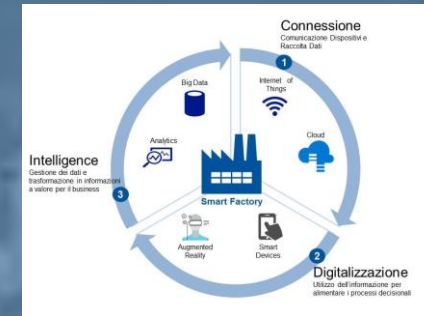 Connessione
Comunicazione Dispositivi e
Raccolta Dati
1
Big Data
Internet of
Things
Analytics
Cloud
Intelligence
Gestione dei dati e
trasformazione in informazioni
a valore per il business
3
Smart Factory
Augmented
Reality
Smart
Devices
2
Digitalizzazione
Utilizzo dell'informazione per
alimentare i processi decisionali